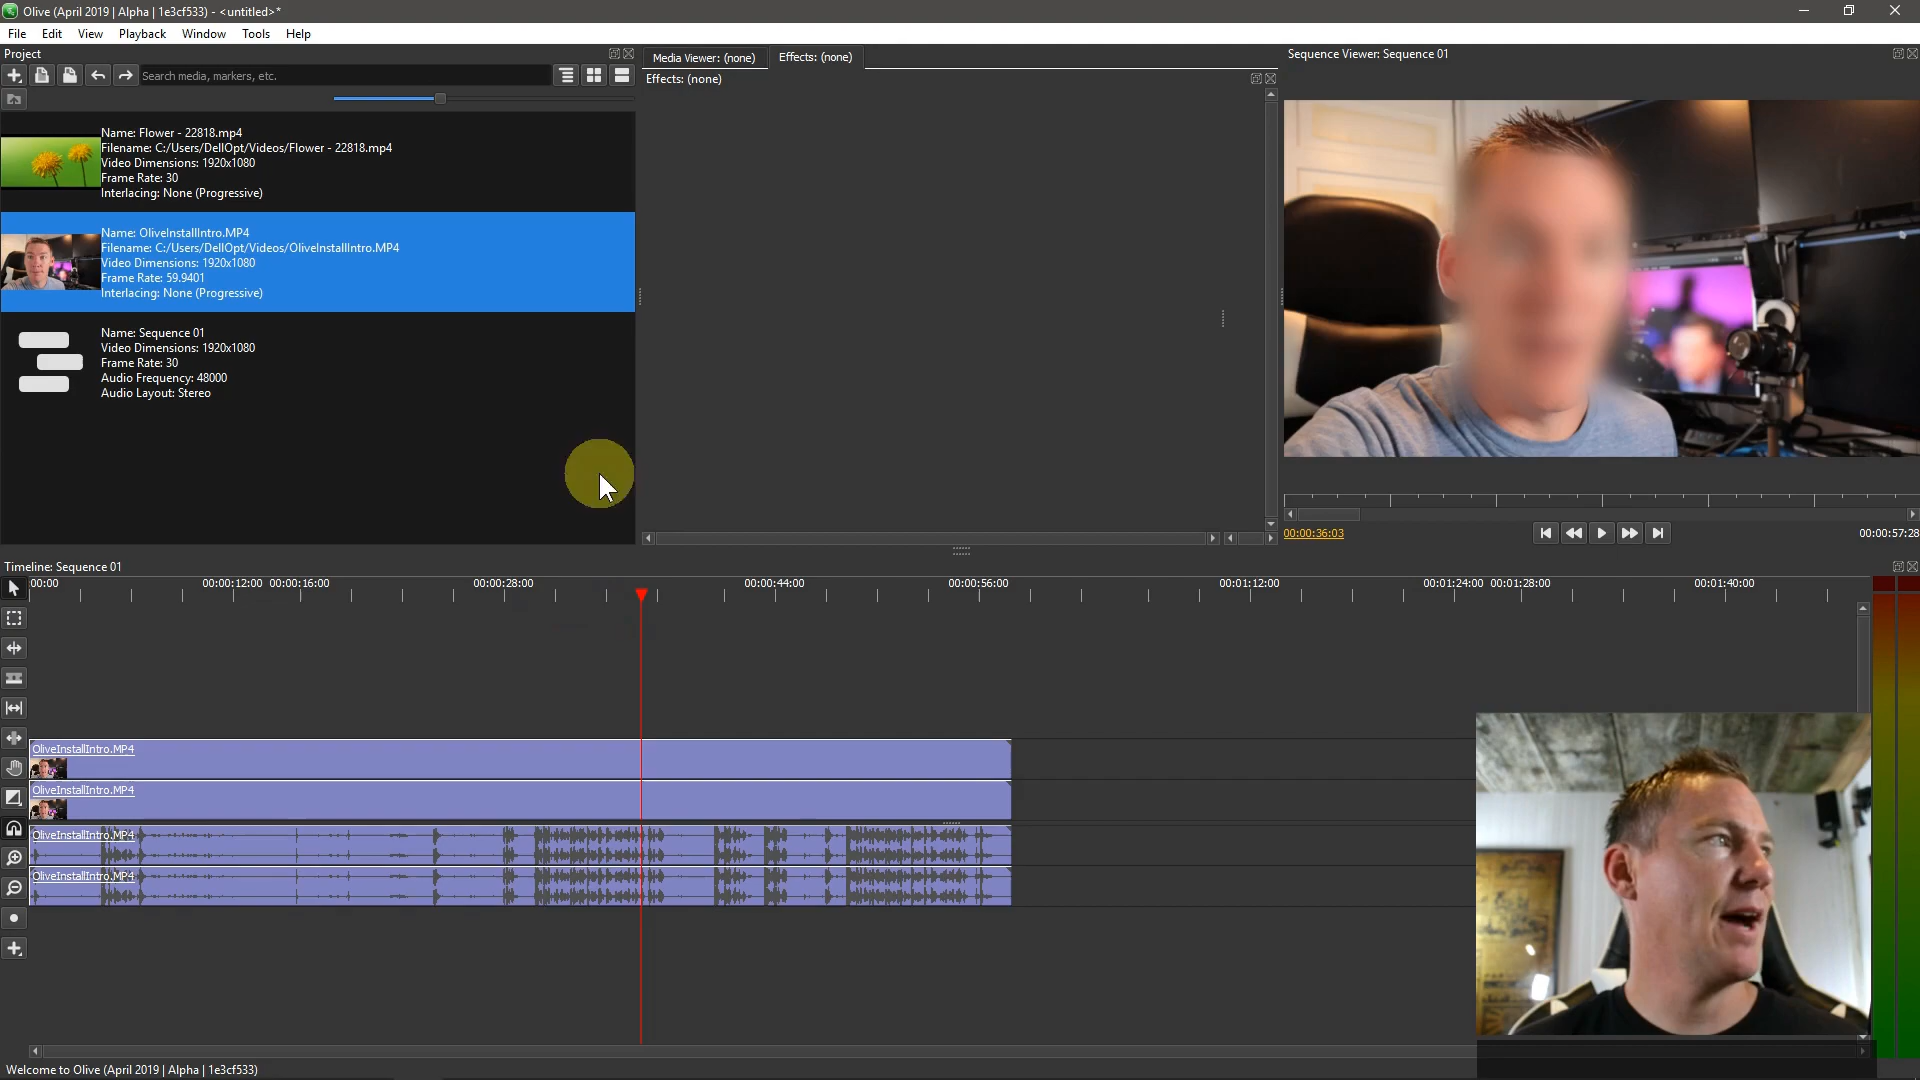 Olive (April 2019 | Alpha | 1e3cf533) - <untitled>*
File Edit View Playback Window Tools Help
Project
Search media, markers, etc.
Name: Flower - 22818.mp4
Filename: C:/Users/DellOpt/Videos/Flower - 22818.mp4
Video Dimensions: 1920x1080
Frame Rate: 30
Interlacing: None (Progressive)
Name: OliveInstallIntro.MP4
Filename: C:/Users/DellOpt/Videos/OliveInstallIntro.MP4
Video Dimensions: 1920x1080
Frame Rate: 59.9401
Interlacing: None (Progressive)
Name: Sequence 01
Video Dimensions: 1920x1080
Frame Rate: 30
Audio Frequency: 48000
Audio Layout: Stereo
Media Viewer: (none) Effects: (none)
Effects: (none)
Sequence Viewer: Sequence 01
00:00:36:03 00:00:57:28
Timeline: Sequence 01
00:00 00:00:12:00 00:00:16:00 00:00:28:00 00:00:44:00 00:00:56:00 00:01:12:00 00:01:24:00 00:01:28:00 00:01:40:00
OliveInstallIntro.MP4
OliveInstallIntro.MP4
OliveInstallIntro.MP4
OliveInstallIntro.MP4
Welcome to Olive (April 2019 | Alpha | 1e3cf533)